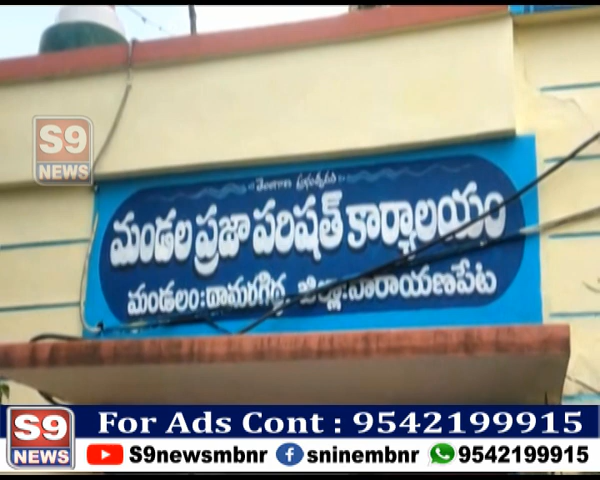 S9
NEWS
తెలంగాణ ప్రభుత్వం
మండల ప్రజా పరిషత్ కార్యాలయం
మండలం:దామరగిద్ద, జిల్లా:నారాయణపేట
S9
NEWS
For Ads Cont : 9542199915
S9newsmbnr sninembnr 9542199915